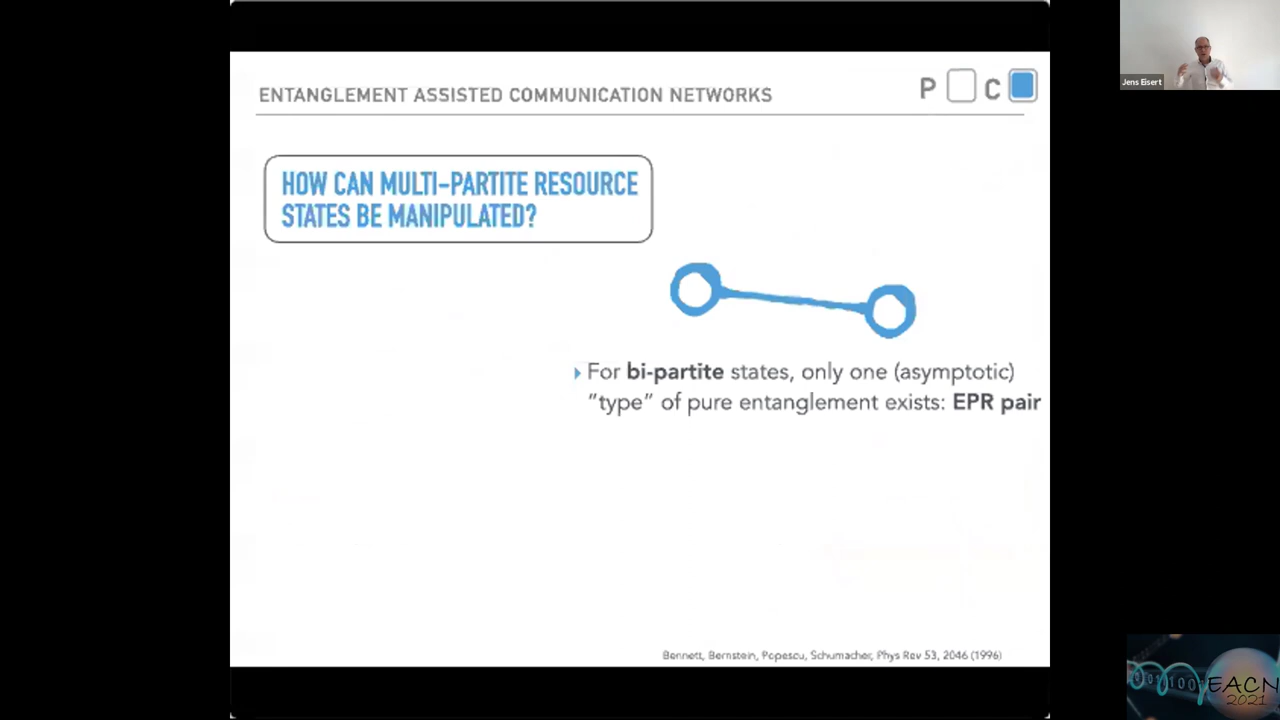 ENTANGLEMENT ASSISTED COMMUNICATION NETWORKS
P C
Jens Eisert
HOW CAN MULTI-PARTITE RESOURCE
STATES BE MANIPULATED?
For bi-partite states, only one (asymptotic)
"type" of pure entanglement exists: EPR pair
Bennett, Bernstein, Popescu, Schumacher, Phys Rev 53, 2046 (1996)
EACN
2021